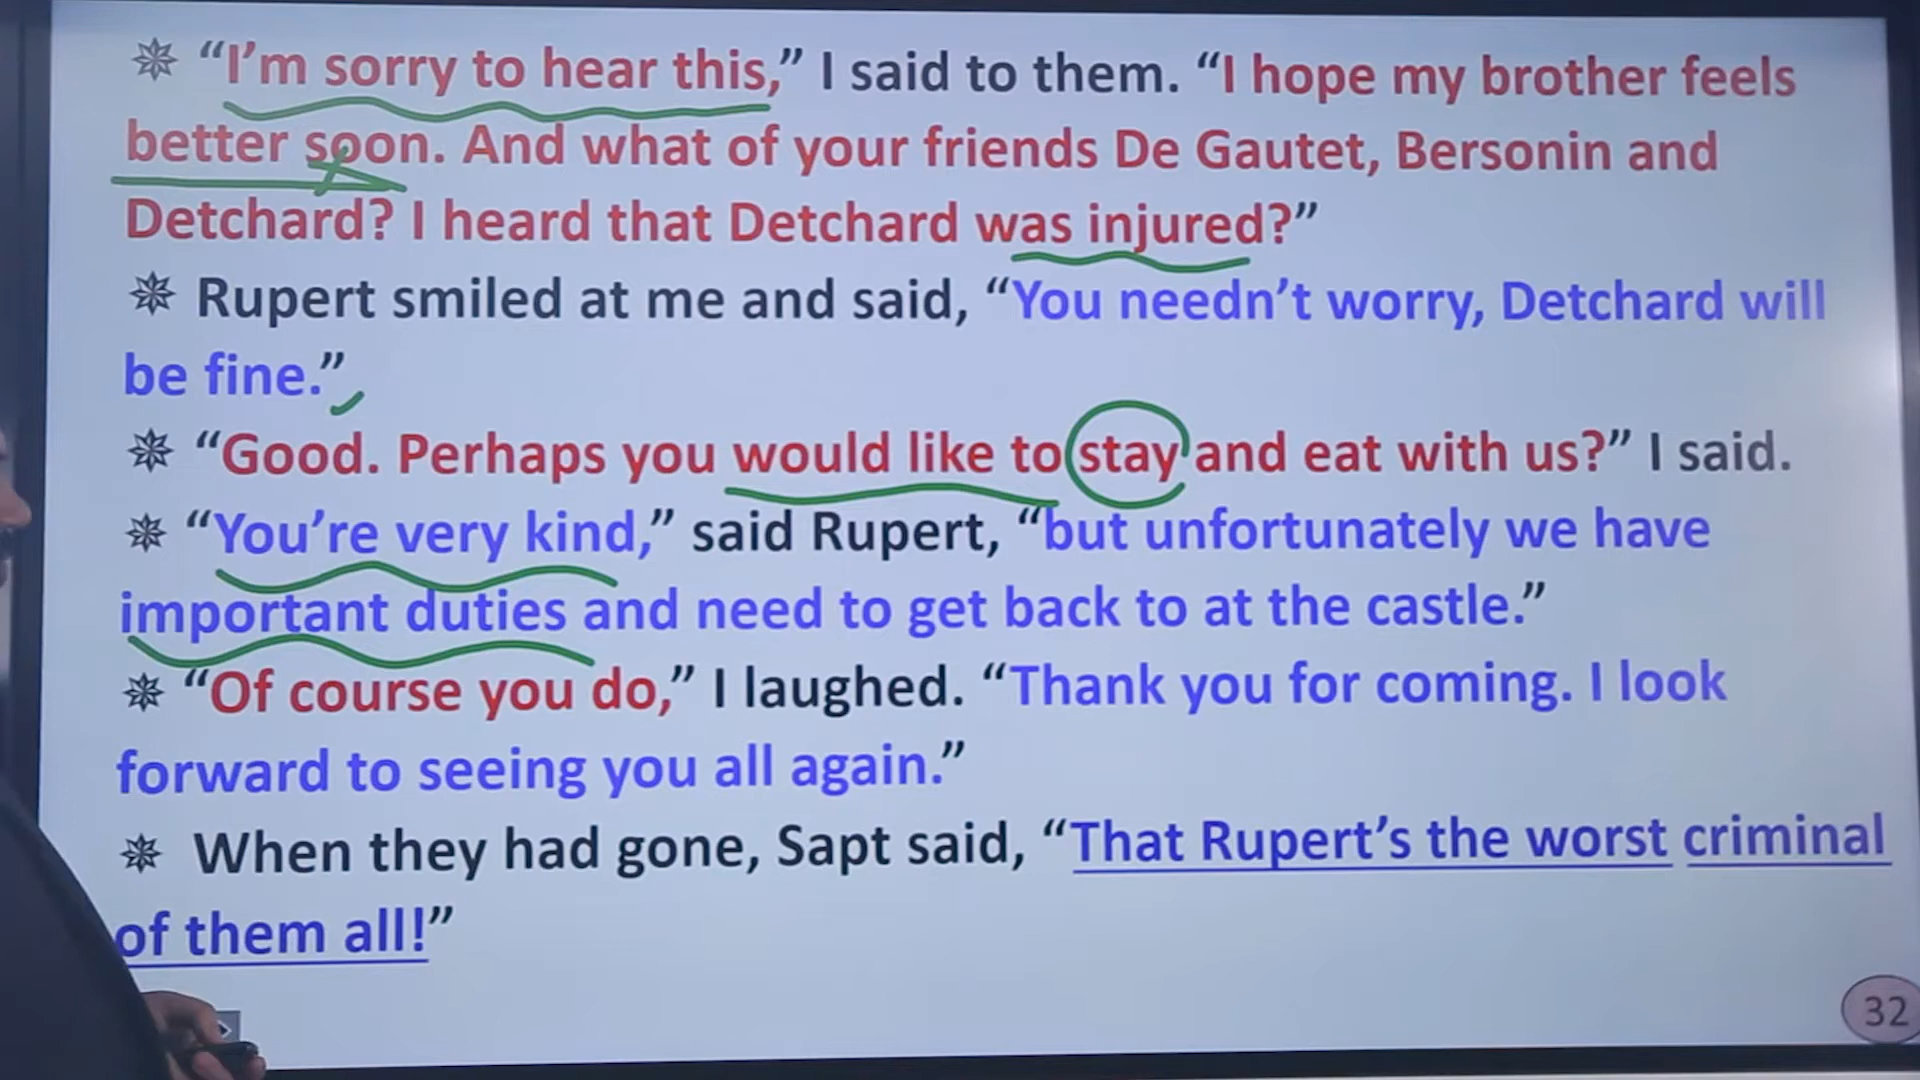 ✵ “I’m sorry to hear this,” I said to them. “I hope my brother feels
better soon. And what of your friends De Gautet, Bersonin and
Detchard? I heard that Detchard was injured?”
✵ Rupert smiled at me and said, “You needn’t worry, Detchard will
be fine.”
✵ “Good. Perhaps you would like to stay and eat with us?” I said.
✵ “You’re very kind,” said Rupert, “but unfortunately we have
important duties and need to get back to at the castle.”
✵ “Of course you do,” I laughed. “Thank you for coming. I look
forward to seeing you all again.”
✵ When they had gone, Sapt said, “That Rupert’s the worst criminal
of them all!”
32